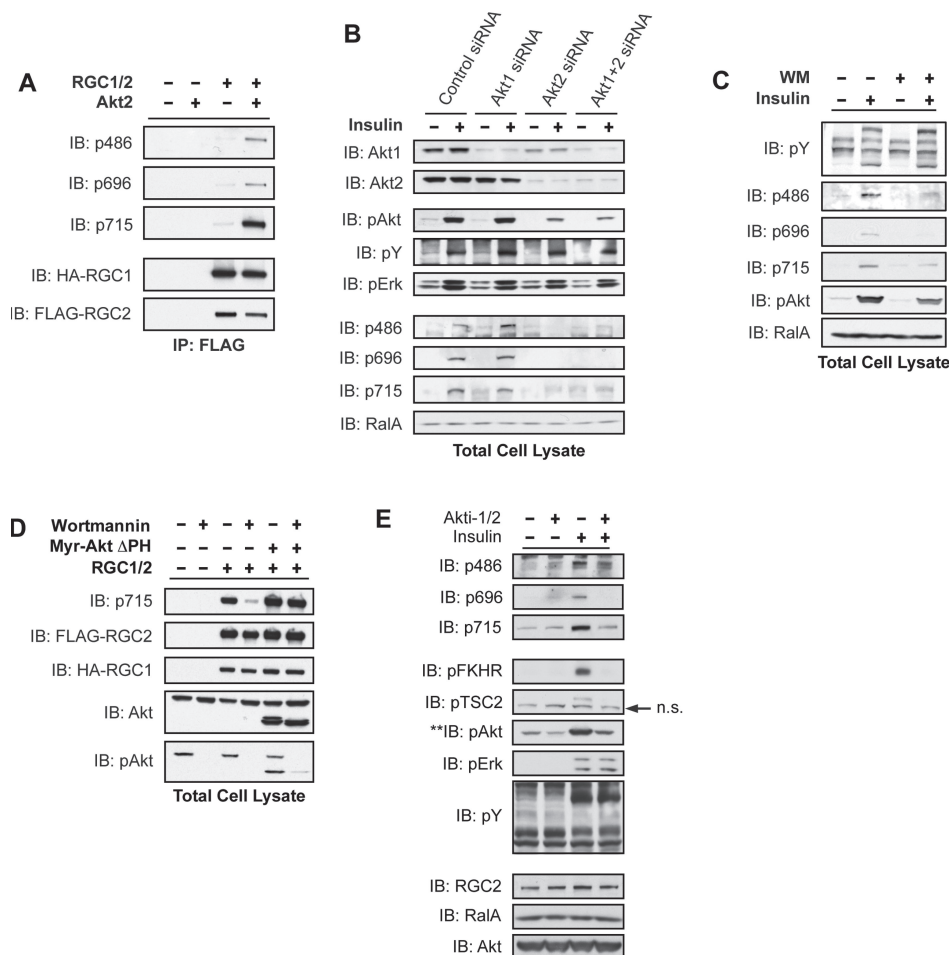 A
RGC1/2 – – + +
Akt2 – + – +
IB: p486
IB: p696
IB: p715
IB: HA-RGC1
IB: FLAG-RGC2
IP: FLAG
B
Control siRNA
Akt1 siRNA
Akt2 siRNA
Akt1+2 siRNA
Insulin – + – + – + – +
IB: Akt1
IB: Akt2
IB: pAkt
IB: pY
IB: pErk
IB: p486
IB: p696
IB: p715
IB: RalA
Total Cell Lysate
C
WM – – + +
Insulin – + – +
IB: pY
IB: p486
IB: p696
IB: p715
IB: pAkt
IB: RalA
Total Cell Lysate
D
Wortmannin – + – + – +
Myr-Akt ΔPH – – – – + +
RGC1/2 – – + + + +
IB: p715
IB: FLAG-RGC2
IB: HA-RGC1
IB: Akt
IB: pAkt
Total Cell Lysate
E
Akti-1/2 – + – +
Insulin – – + +
IB: p486
IB: p696
IB: p715
IB: pFKHR
IB: pTSC2
n.s.
**IB: pAkt
IB: pErk
IB: pY
IB: RGC2
IB: RalA
IB: Akt